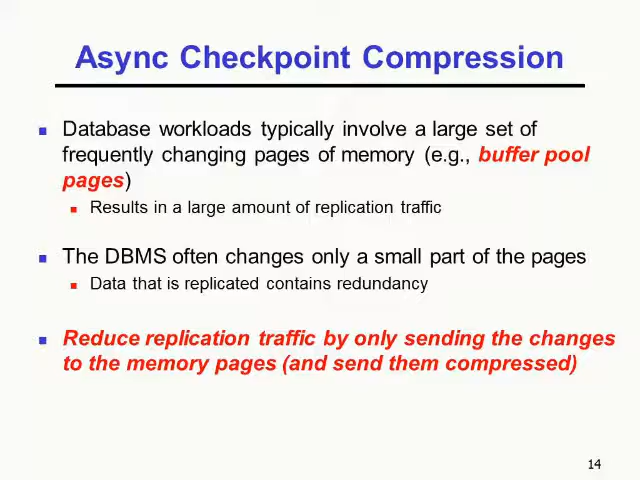 Async Checkpoint Compression
Database workloads typically involve a large set of
frequently changing pages of memory (e.g., buffer pool
pages)
Results in a large amount of replication traffic
The DBMS often changes only a small part of the pages
Data that is replicated contains redundancy
Reduce replication traffic by only sending the changes
to the memory pages (and send them compressed)
14